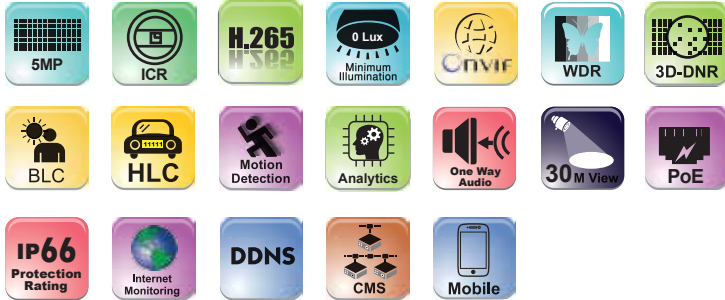 5MP
ICR
H.265
0 Lux
Minimum
Illumination
Onvif
WDR
3D-DNR
BLC
HLC
Motion
Detection
Analytics
One Way
Audio
30M View
PoE
IP66
Protection
Rating
Internet
Monitoring
DDNS
CMS
Mobile